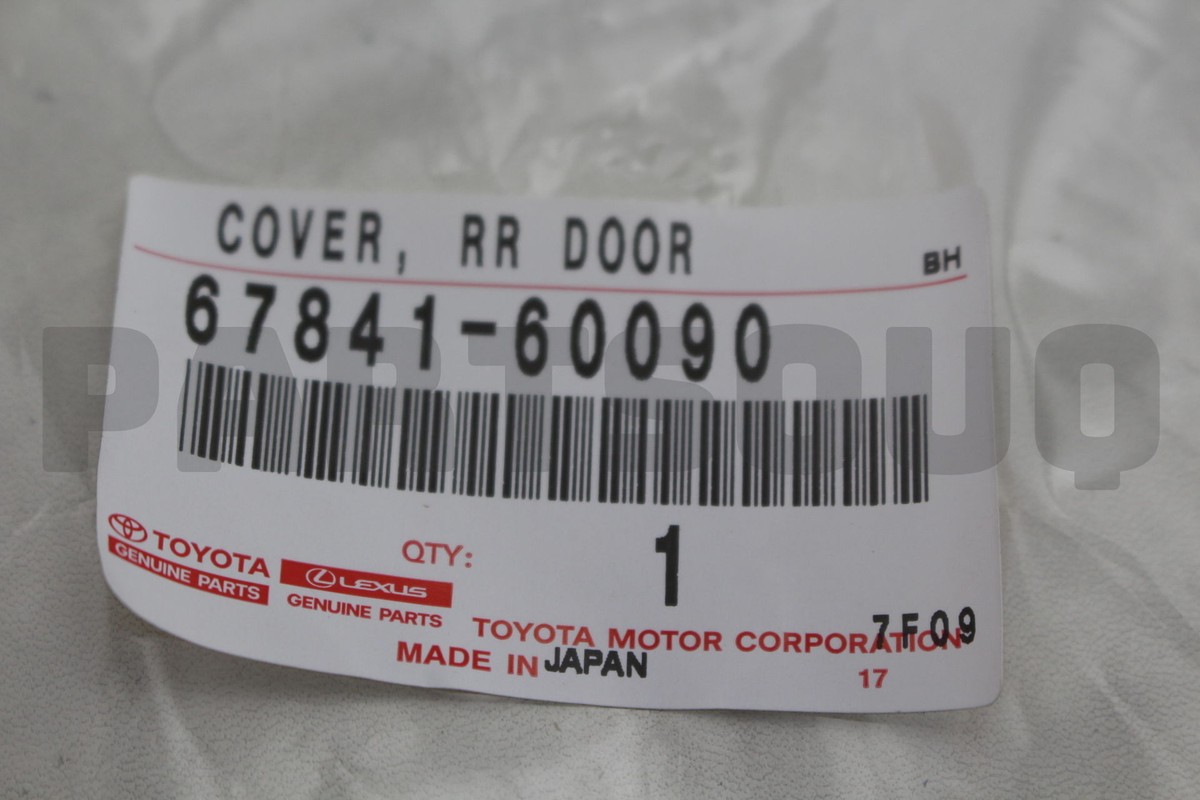 COVER, RR DOOR
BH
67841-60090
PARTSOUQ
QTY: 1
TOYOTA
GENUINE PARTS
LEXUS
GENUINE PARTS
TOYOTA MOTOR CORPORATION
7F09
MADE IN JAPAN
17